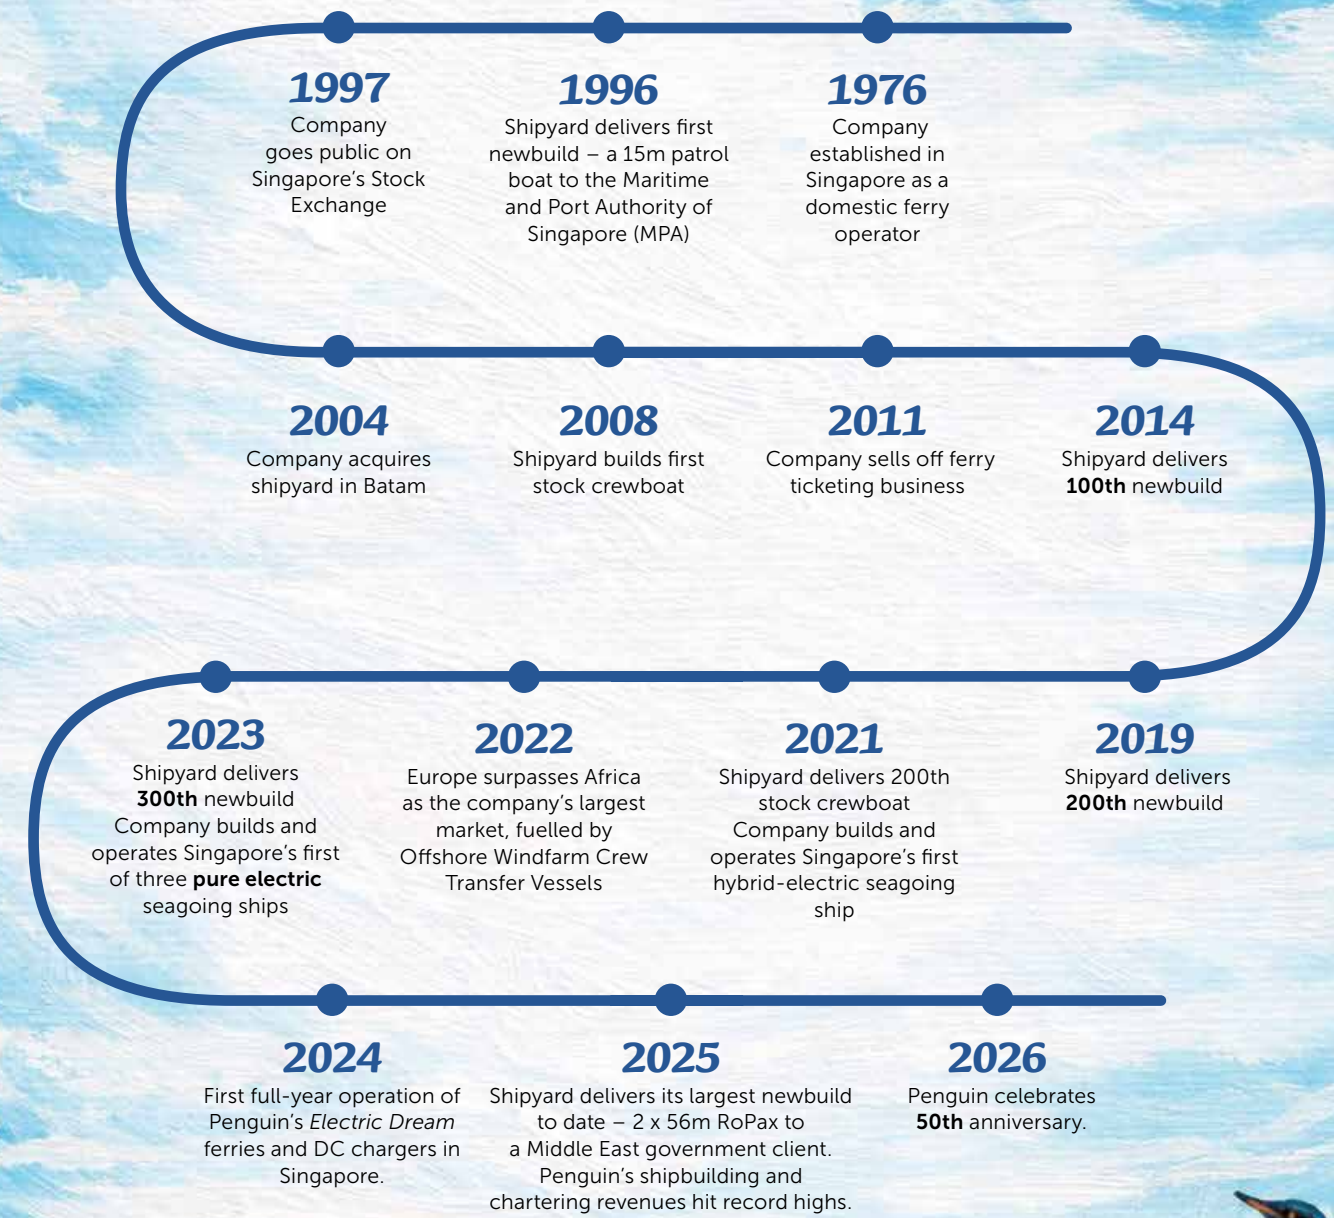 1997
Company
goes public on
Singapore's Stock
Exchange
1996
Shipyard delivers first
newbuild – a 15m patrol
boat to the Maritime
and Port Authority of
Singapore (MPA)
1976
Company
established in
Singapore as a
domestic ferry
operator
2004
Company acquires
shipyard in Batam
2008
Shipyard builds first
stock crewboat
2011
Company sells off ferry
ticketing business
2014
Shipyard delivers
100th newbuild
2023
Shipyard delivers
300th newbuild
Company builds and
operates Singapore's first
of three pure electric
seagoing ships
2022
Europe surpasses Africa
as the company's largest
market, fuelled by
Offshore Windfarm Crew
Transfer Vessels
2021
Shipyard delivers 200th
stock crewboat
Company builds and
operates Singapore's first
hybrid-electric seagoing
ship
2019
Shipyard delivers
200th newbuild
2024
First full-year operation of
Penguin's Electric Dream
ferries and DC chargers in
Singapore.
2025
Shipyard delivers its largest newbuild
to date – 2 x 56m RoPax to
a Middle East government client.
Penguin's shipbuilding and
chartering revenues hit record highs.
2026
Penguin celebrates
50th anniversary.